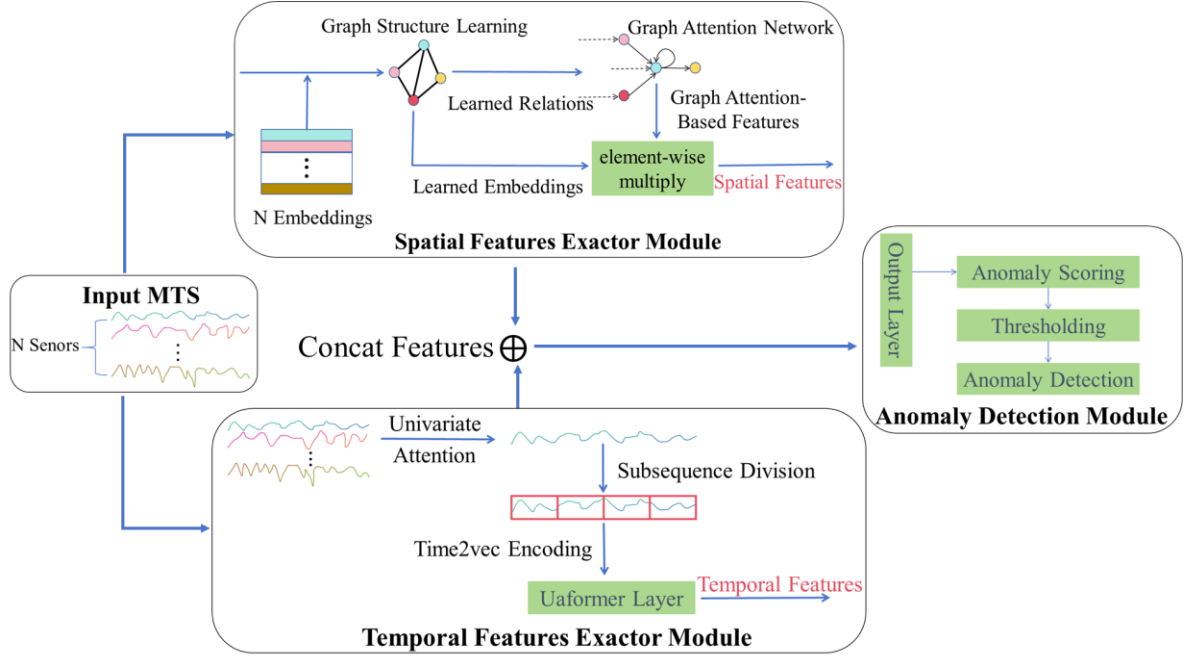 Graph Structure Learning
Graph Attention Network
Learned Relations
Graph Attention-
Based Features
element-wise
multiply
Learned Embeddings
Spatial Features
N Embeddings
Spatial Features Exactor Module
Input MTS
N Senors
Concat Features
Output Layer
Anomaly Scoring
Thresholding
Anomaly Detection
Anomaly Detection Module
Univariate
Attention
Subsequence Division
Time2vec Encoding
Uaformer Layer
Temporal Features
Temporal Features Exactor Module